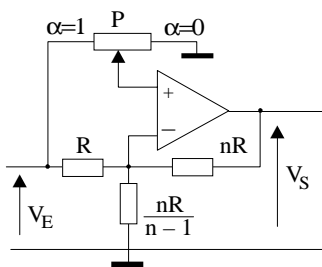 α=1 P α=0
+
−
R nR
V_E nR/(n – 1) V_S